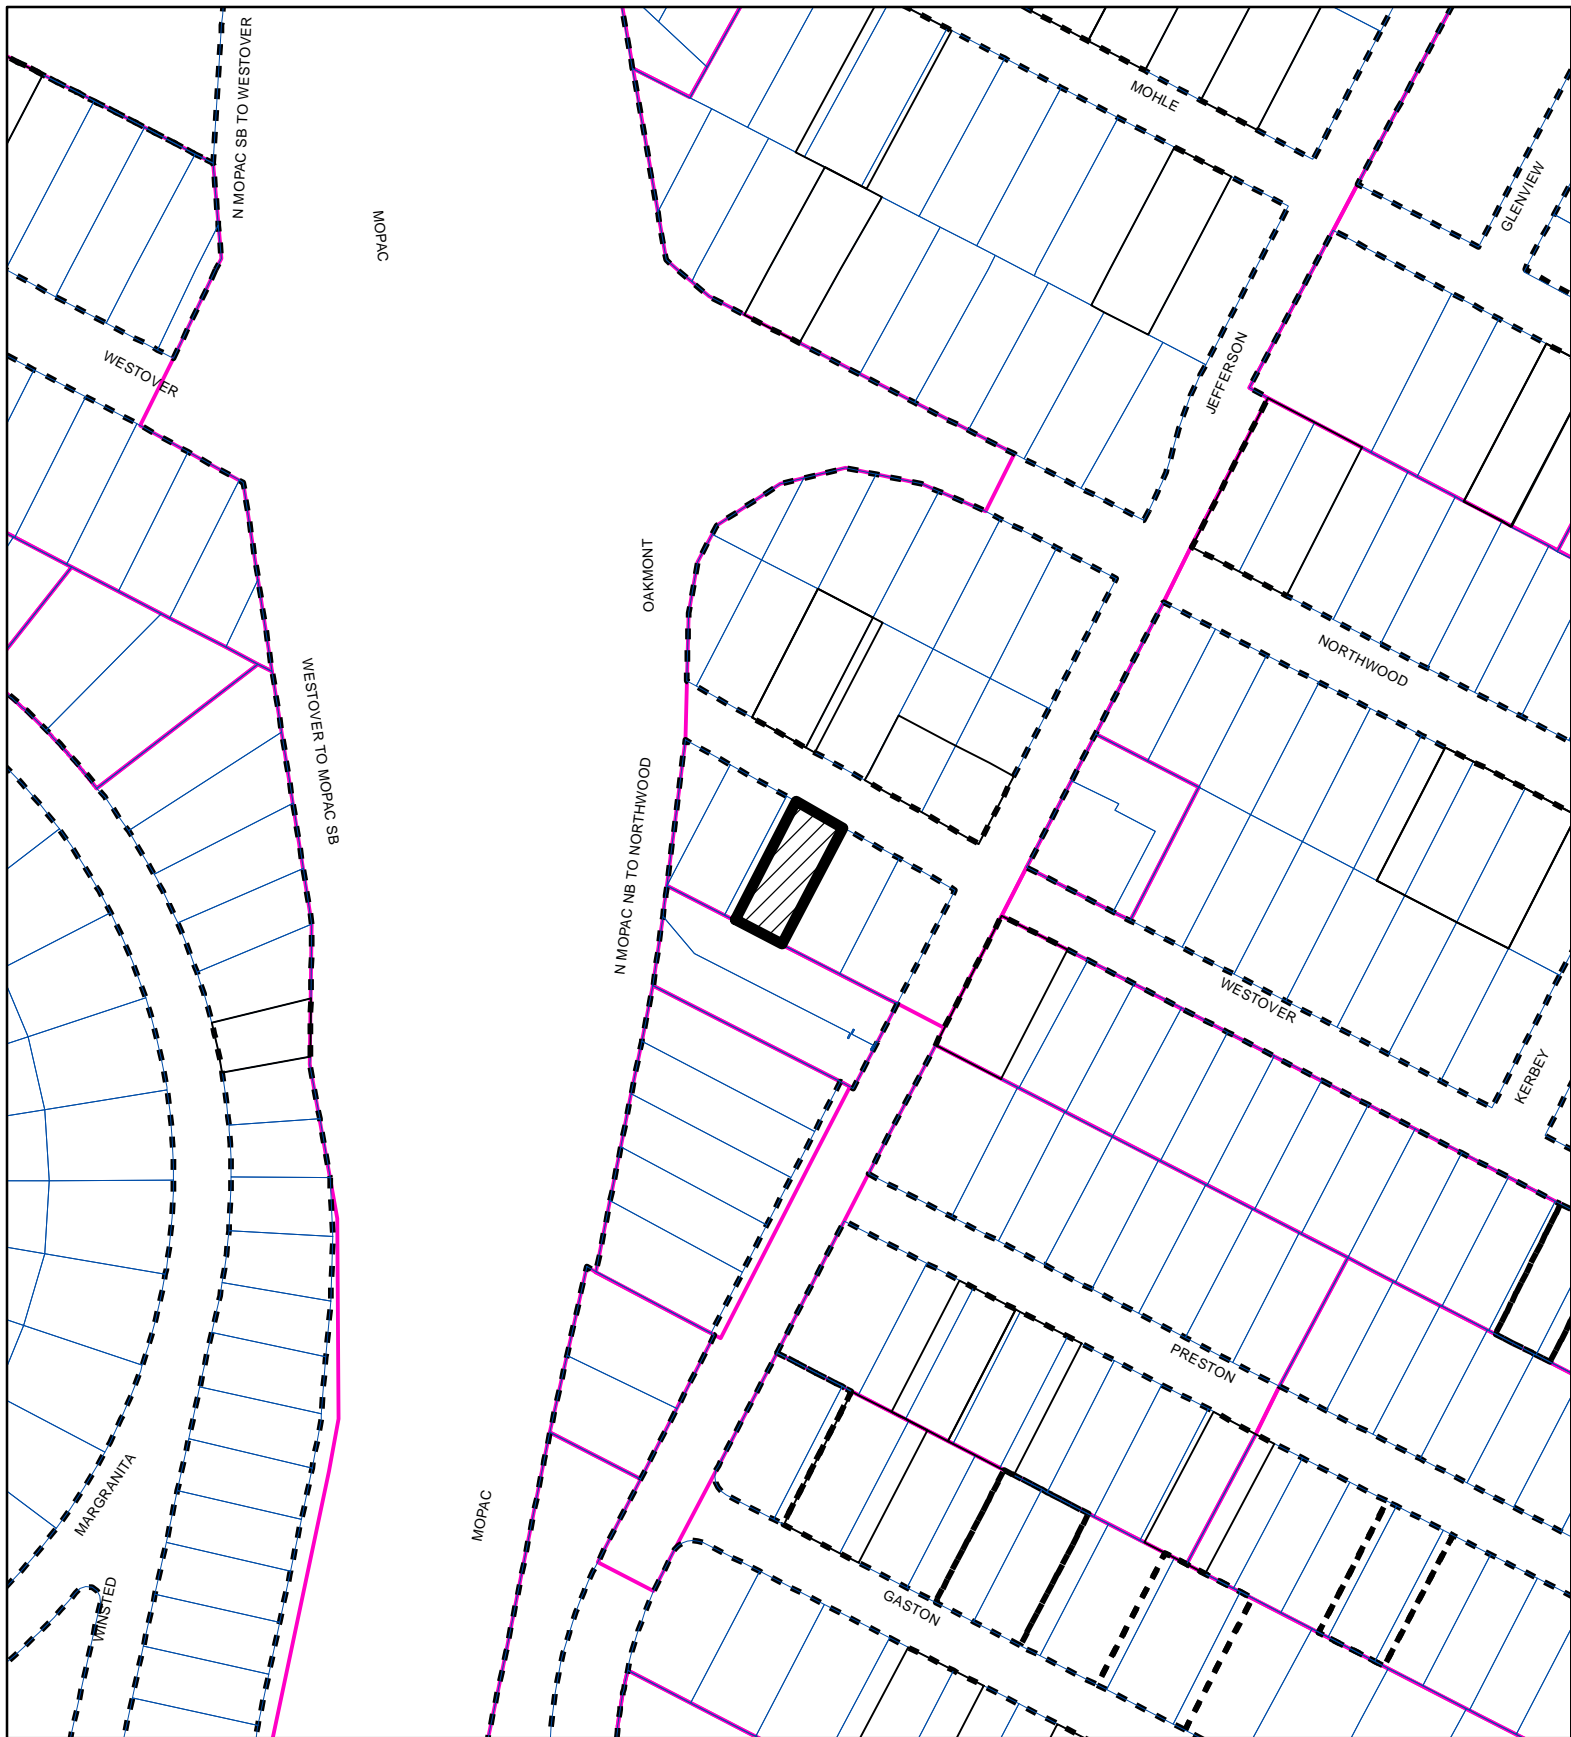 N MOPAC SB TO WESTOVER
MOHLE
GLENVIEW
MOPAC
WESTOVER
JEFFERSON
OAKMONT
NORTHWOOD
WESTOVER TO MOPAC SB
N MOPAC NB TO NORTHWOOD
WESTOVER
KERBEY
PRESTON
MARGRANITA
MOPAC
WINSTED
GASTON